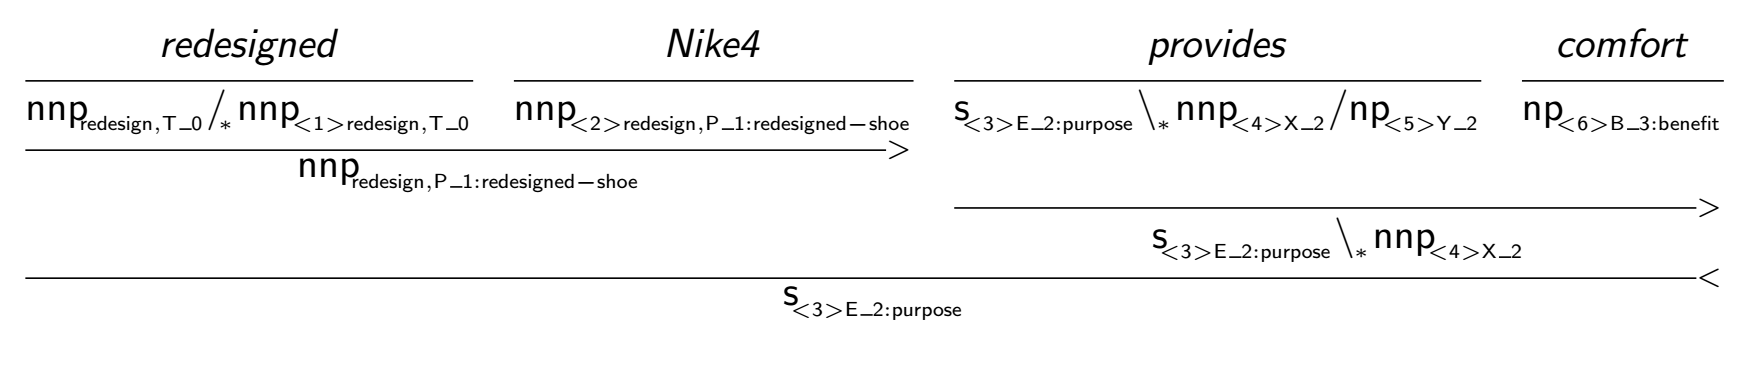 redesigned Nike4 provides comfort
nnp_redesign,T_0 /_* nnp_<1>redesign,T_0 nnp_<2>redesign,P_1:redesigned−shoe s_<3>E_2:purpose \_* nnp_<4>X_2 / np_<5>Y_2 np_<6>B_3:benefit
>
nnp_redesign,P_1:redesigned−shoe
>
s_<3>E_2:purpose \_* nnp_<4>X_2
<
s_<3>E_2:purpose